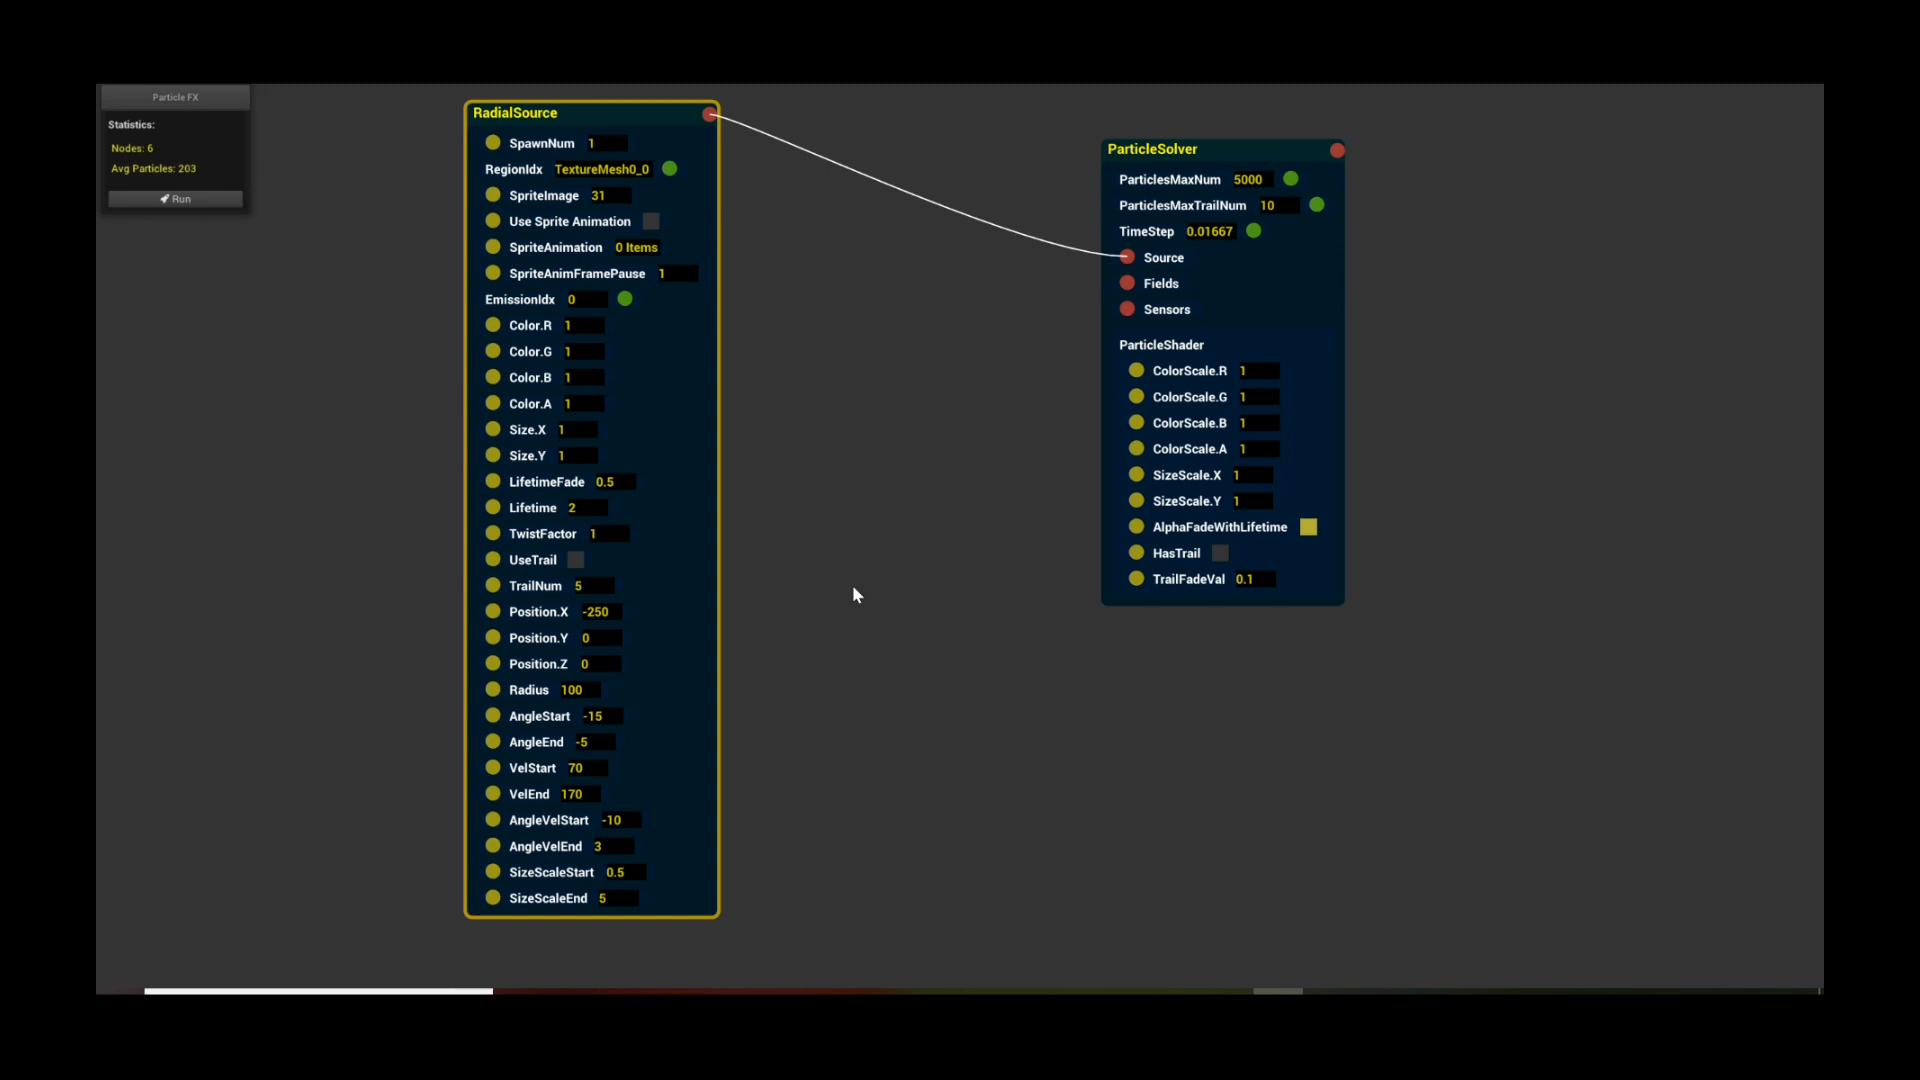 Particle FX
Statistics:
Nodes: 6
Avg Particles: 203
Run
RadialSource
SpawnNum 1
RegionIdx TextureMesh0_0
SpriteImage 31
Use Sprite Animation
SpriteAnimation 0 Items
SpriteAnimFramePause 1
EmissionIdx 0
Color.R 1
Color.G 1
Color.B 1
Color.A 1
Size.X 1
Size.Y 1
LifetimeFade 0.5
Lifetime 2
TwistFactor 1
UseTrail
TrailNum 5
Position.X -250
Position.Y 0
Position.Z 0
Radius 100
AngleStart -15
AngleEnd -5
VelStart 70
VelEnd 170
AngleVelStart -10
AngleVelEnd 3
SizeScaleStart 0.5
SizeScaleEnd 5
ParticleSolver
ParticlesMaxNum 5000
ParticlesMaxTrailNum 10
TimeStep 0.01667
Source
Fields
Sensors
ParticleShader
ColorScale.R 1
ColorScale.G 1
ColorScale.B 1
ColorScale.A 1
SizeScale.X 1
SizeScale.Y 1
AlphaFadeWithLifetime
HasTrail
TrailFadeVal 0.1